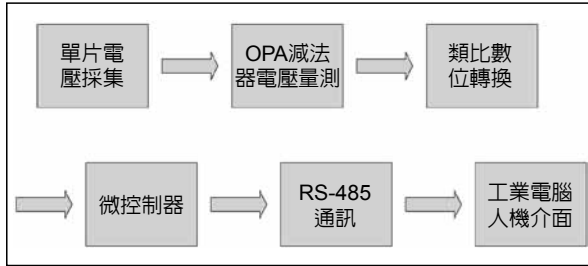 單片電
壓採集
OPA減法
器電壓量測
類比數
位轉換
微控制器
RS-485
通訊
工業電腦
人機介面